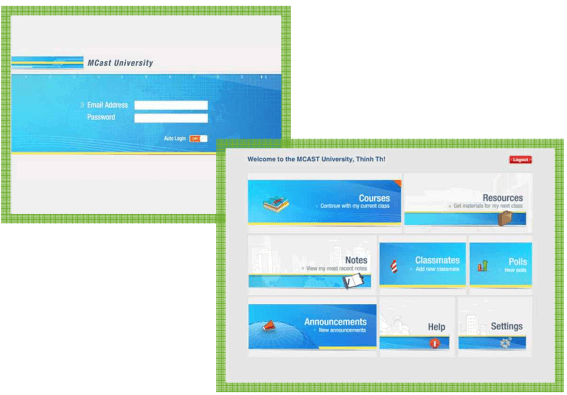 MCast University
Email Address
Password
Auto Login
Welcome to the MCAST University, Thinh Th!
Logout
Courses
Continue with my current class
Resources
Get materials for my next class
Notes
View my most recent notes
Classmates
Add new classmate
Polls
New polls
Announcements
New announcements
Help
Settings